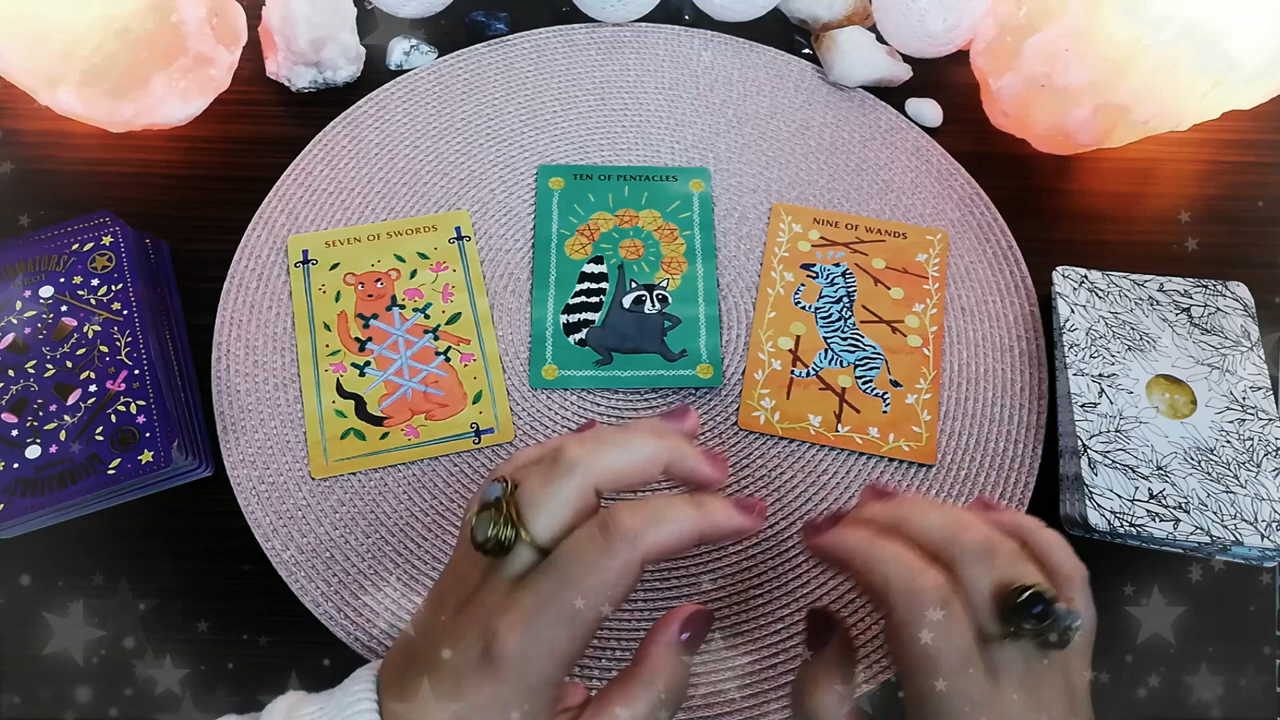 SEVEN OF SWORDS
TEN OF PENTACLES
NINE OF WANDS